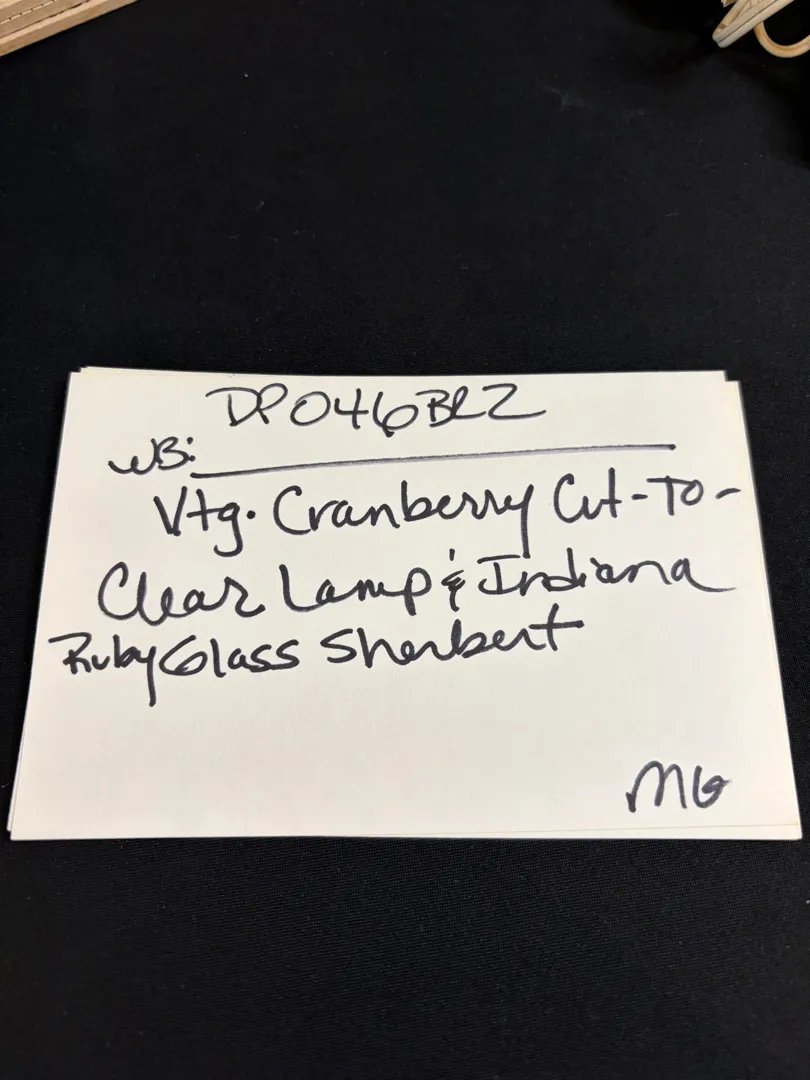 DP046BRZ
WB:
Vtg. Cranberry Cut-To-
Clear Lamp & Indiana
Ruby Glass Sherbert
MG